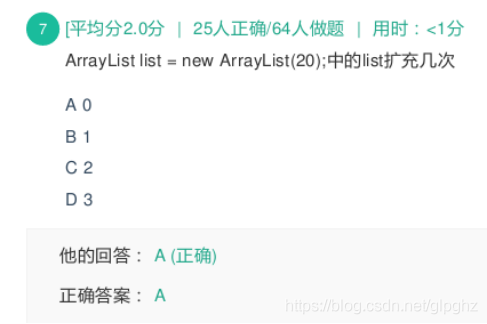 7 [平均分2.0分 | 25人正确/64人做题 | 用时：<1分
ArrayList list = new ArrayList(20);中的list扩充几次
A 0
B 1
C 2
D 3
他的回答： A (正确)
正确答案： A
https://blog.csdn.net/glpghz